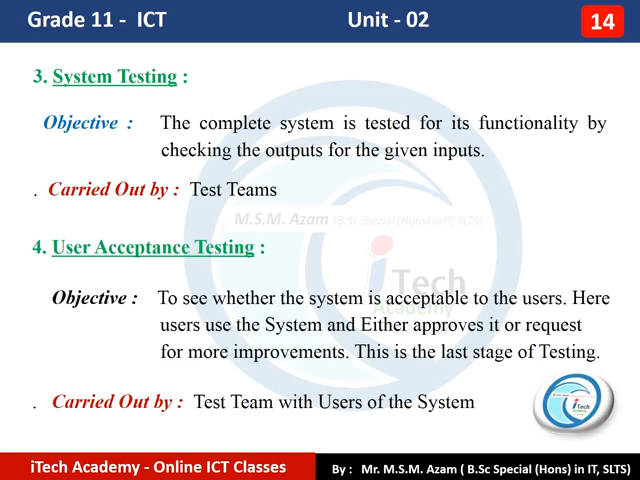 Grade 11 - ICT Unit - 02 14
3. System Testing :
Objective : The complete system is tested for its functionality by
checking the outputs for the given inputs.
. Carried Out by : Test Teams
M.S.M. Azam (B.Sc Special (Hons) in IT, SLTS)
4. User Acceptance Testing :
iTech
Academy
Objective : To see whether the system is acceptable to the users. Here
users use the System and Either approves it or request
for more improvements. This is the last stage of Testing.
. Carried Out by : Test Team with Users of the System
iTech
Academy
iTech Academy - Online ICT Classes By : Mr. M.S.M. Azam ( B.Sc Special (Hons) in IT, SLTS)